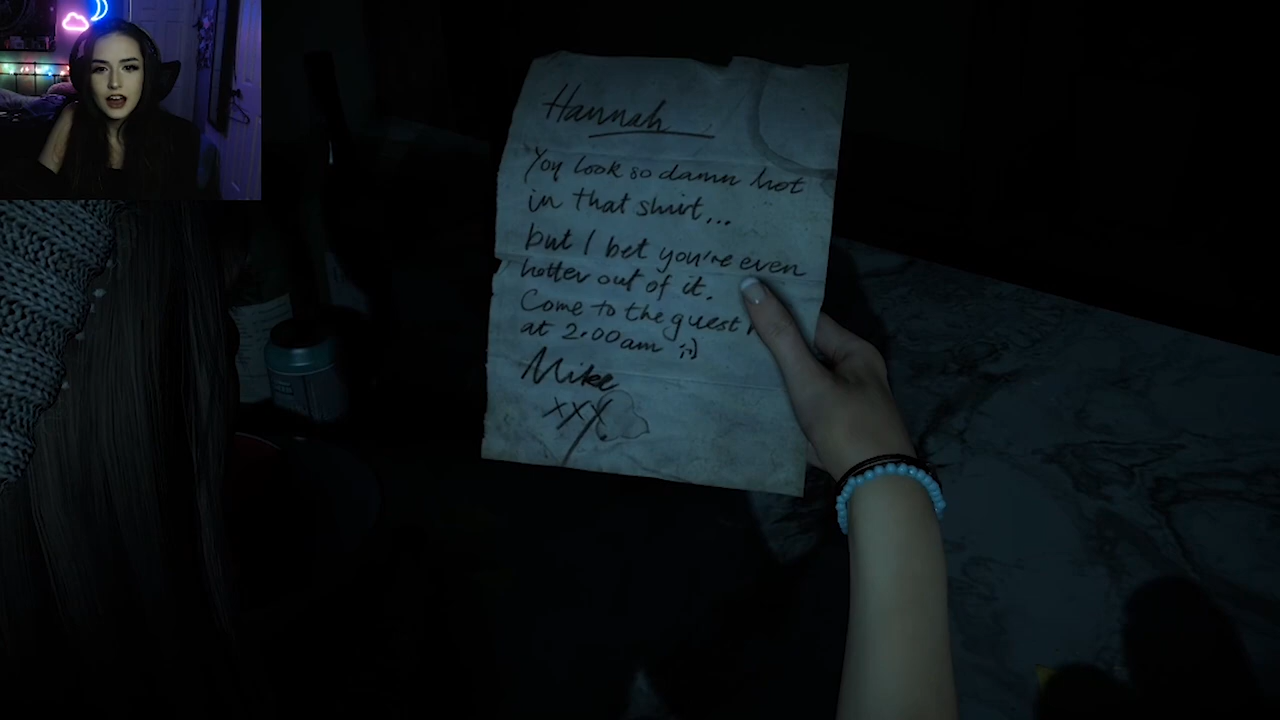 Hannah
You look so damn hot
in that shirt...
but I bet you're even
hotter out of it.
Come to the guest
at 2.00am ;)
Mike
xxx